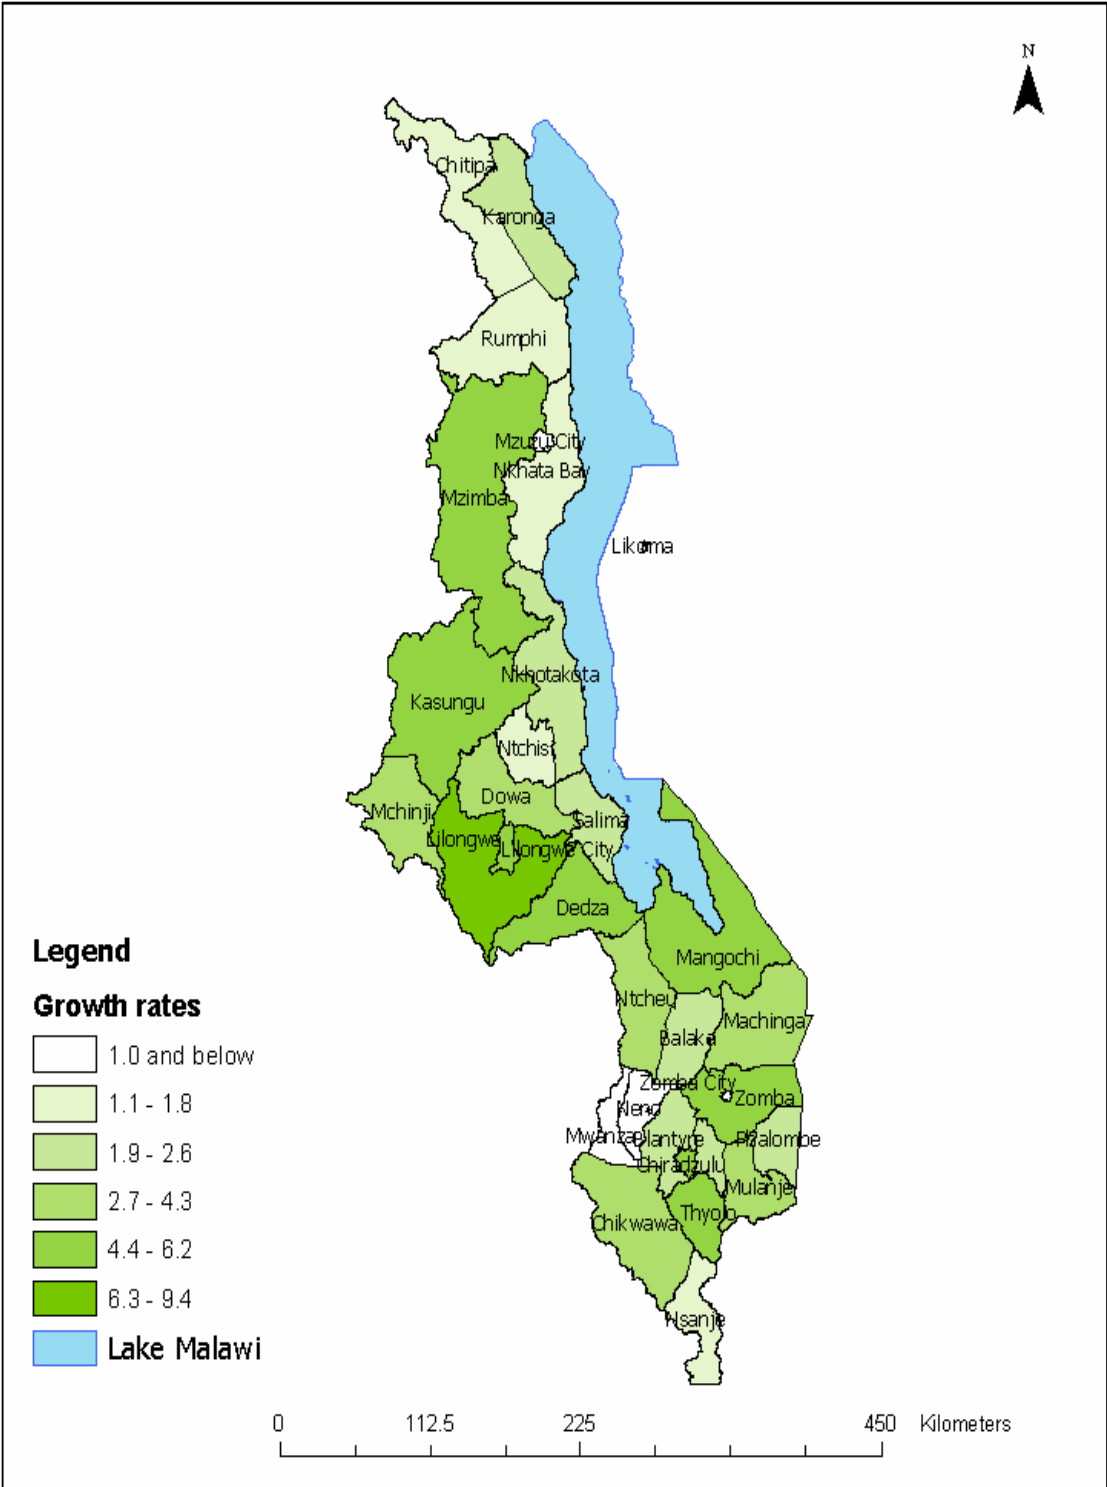 N
Chitipa
Karonga
Rumphi
Mzuzu City
Nkhata Bay
Mzimba
Likoma
Nkhotakota
Kasungu
Ntchisi
Dowa
Mchinji
Salima
Lilongwe
Lilongwe City
Dedza
Mangochi
Ntcheu
Machinga
Balaka
Zomba City
Zomba
Neno
Mwanza
Blantyre
Phalombe
Chiradzulu
Mulanje
Thyolo
Chikwawa
Nsanje
Legend
Growth rates
1.0 and below
1.1 - 1.8
1.9 - 2.6
2.7 - 4.3
4.4 - 6.2
6.3 - 9.4
Lake Malawi
0 112.5 225 450 Kilometers